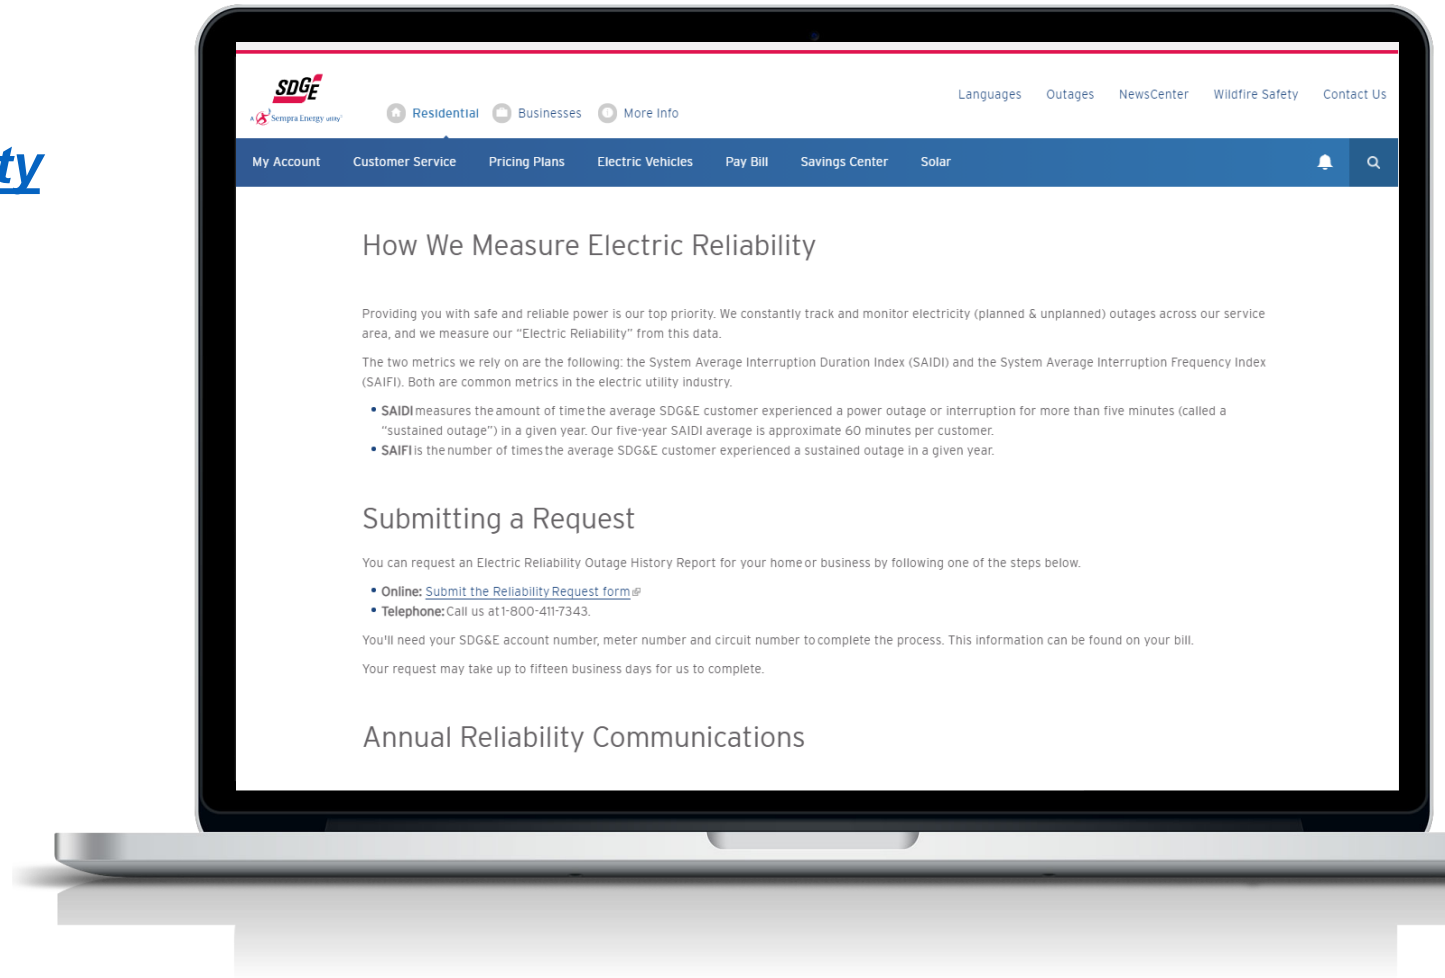 ty
SDGE
A Sempra Energy utility
Residential Businesses More Info
Languages Outages NewsCenter Wildfire Safety Contact Us
My Account Customer Service Pricing Plans Electric Vehicles Pay Bill Savings Center Solar
How We Measure Electric Reliability
Providing you with safe and reliable power is our top priority. We constantly track and monitor electricity (planned & unplanned) outages across our service
area, and we measure our “Electric Reliability” from this data.
The two metrics we rely on are the following: the System Average Interruption Duration Index (SAIDI) and the System Average Interruption Frequency Index
(SAIFI). Both are common metrics in the electric utility industry.
• SAIDI measures the amount of time the average SDG&E customer experienced a power outage or interruption for more than five minutes (called a
“sustained outage”) in a given year. Our five-year SAIDI average is approximate 60 minutes per customer.
• SAIFI is the number of times the average SDG&E customer experienced a sustained outage in a given year.
Submitting a Request
You can request an Electric Reliability Outage History Report for your home or business by following one of the steps below.
• Online: Submit the Reliability Request form
• Telephone: Call us at 1-800-411-7343.
You'll need your SDG&E account number, meter number and circuit number to complete the process. This information can be found on your bill.
Your request may take up to fifteen business days for us to complete.
Annual Reliability Communications